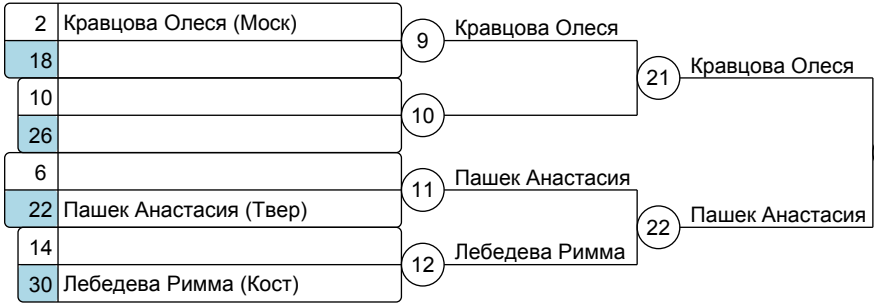 2 Кравцова Олеся (Моск)
18
9 Кравцова Олеся
10
26
10
21 Кравцова Олеся
6
22 Пашек Анастасия (Твер)
11 Пашек Анастасия
14
30 Лебедева Римма (Кост)
12 Лебедева Римма
22 Пашек Анастасия